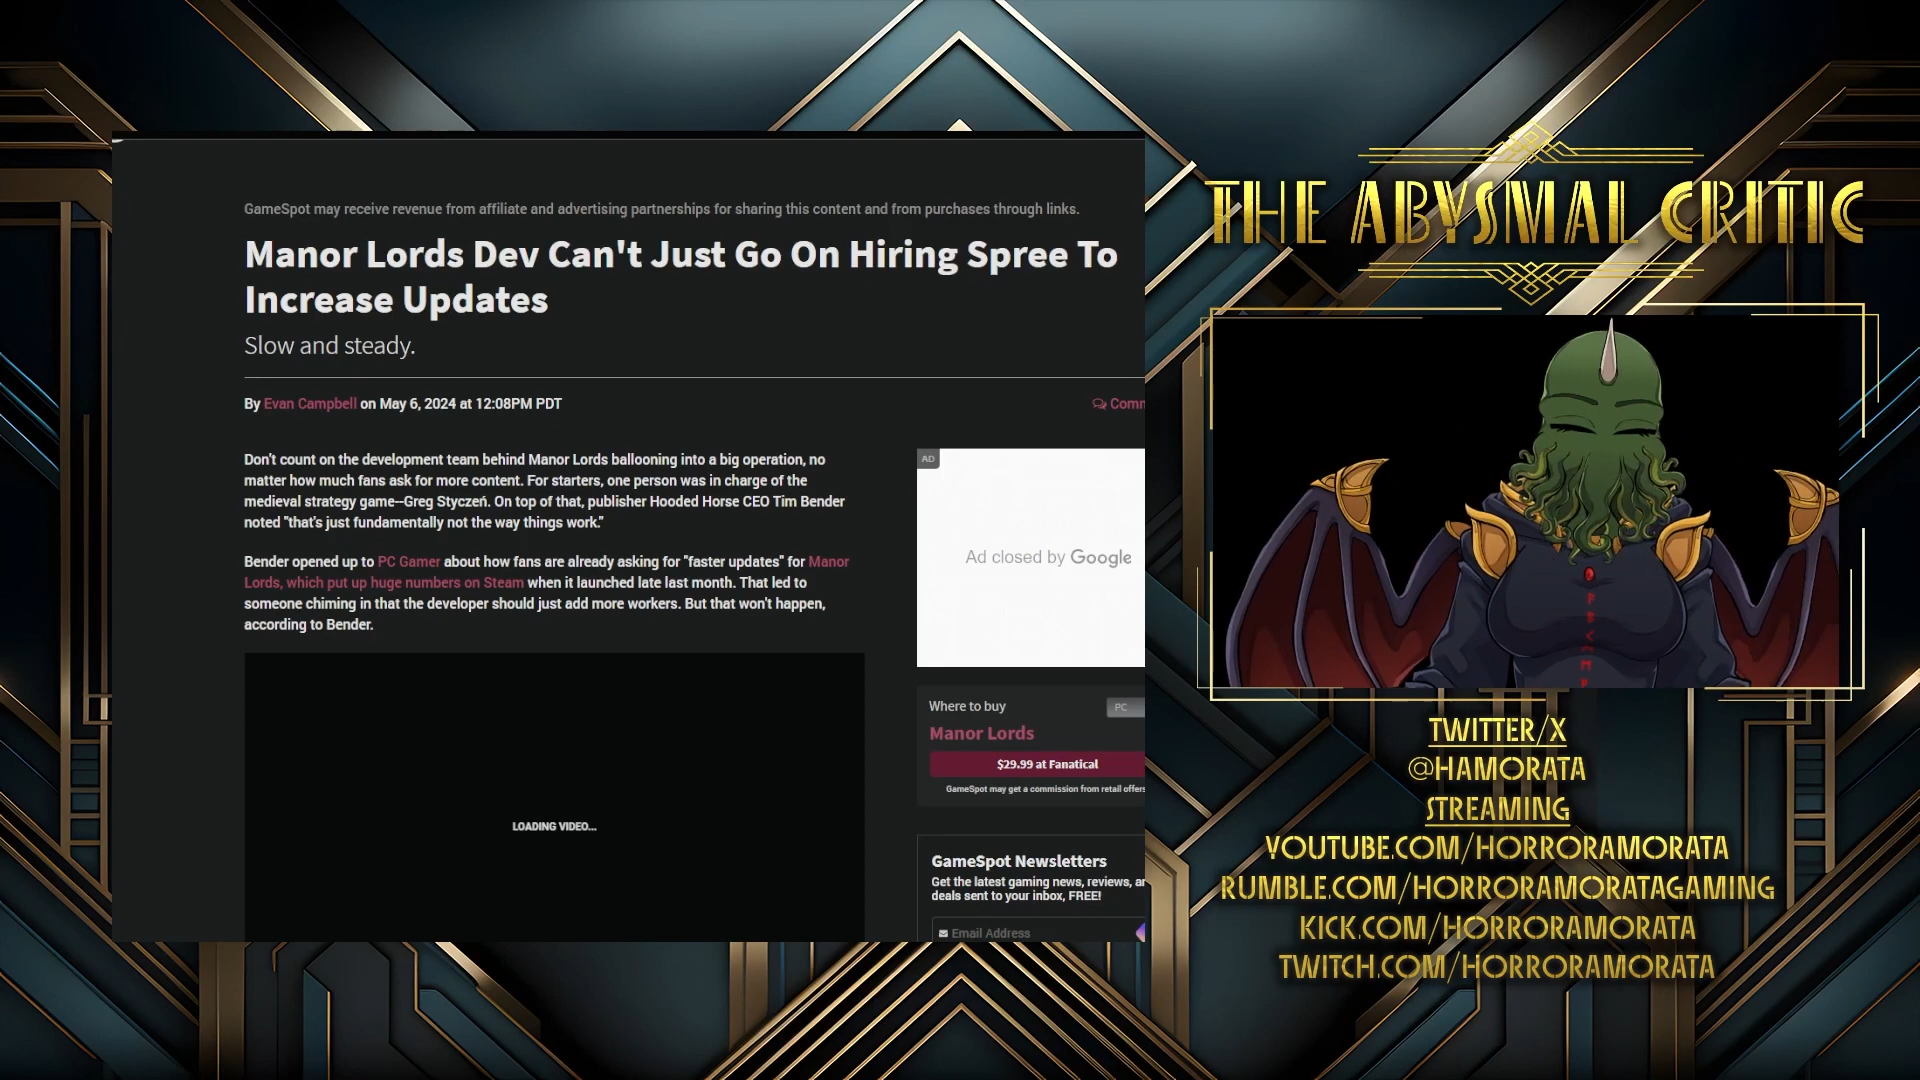 GameSpot may receive revenue from affiliate and advertising partnerships for sharing this content and from purchases through links.
Manor Lords Dev Can't Just Go On Hiring Spree To
Increase Updates
Slow and steady.
By Evan Campbell on May 6, 2024 at 12:08PM PDT
Comm
Don't count on the development team behind Manor Lords ballooning into a big operation, no
matter how much fans ask for more content. For starters, one person was in charge of the
medieval strategy game--Greg Styczeń. On top of that, publisher Hooded Horse CEO Tim Bender
noted "that's just fundamentally not the way things work."
Bender opened up to PC Gamer about how fans are already asking for "faster updates" for Manor
Lords, which put up huge numbers on Steam when it launched late last month. That led to
someone chiming in that the developer should just add more workers. But that won't happen,
according to Bender.
LOADING VIDEO...
AD
Ad closed by Google
Where to buy
PC
Manor Lords
$29.99 at Fanatical
GameSpot may get a commission from retail offers
GameSpot Newsletters
Get the latest gaming news, reviews, an
deals sent to your inbox, FREE!
Email Address
THE ABYSMAL CRITIC
TWITTER/X
@HAMORATA
STREAMING
YOUTUBE.COM/HORRORAMORATA
RUMBLE.COM/HORRORAMORATAGAMING
KICK.COM/HORRORAMORATA
TWITCH.COM/HORRORAMORATA